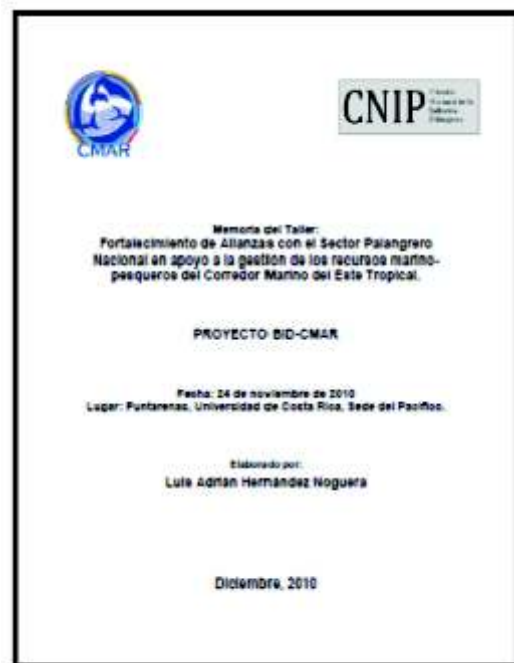 CMAR
CNIP
Memoria del Taller:
Fortalecimiento de Alianzas con el Sector Palangrero
Nacional en apoyo a la gestión de los recursos marino-
pesqueros del Corredor Marino del Este Tropical.
PROYECTO BID-CMAR
Fecha: 24 de noviembre de 2010
Lugar: Puntarenas, Universidad de Costa Rica, Sede del Pacífico.
Elaborado por:
Luis Adrián Hernández Noguera
Diciembre, 2010